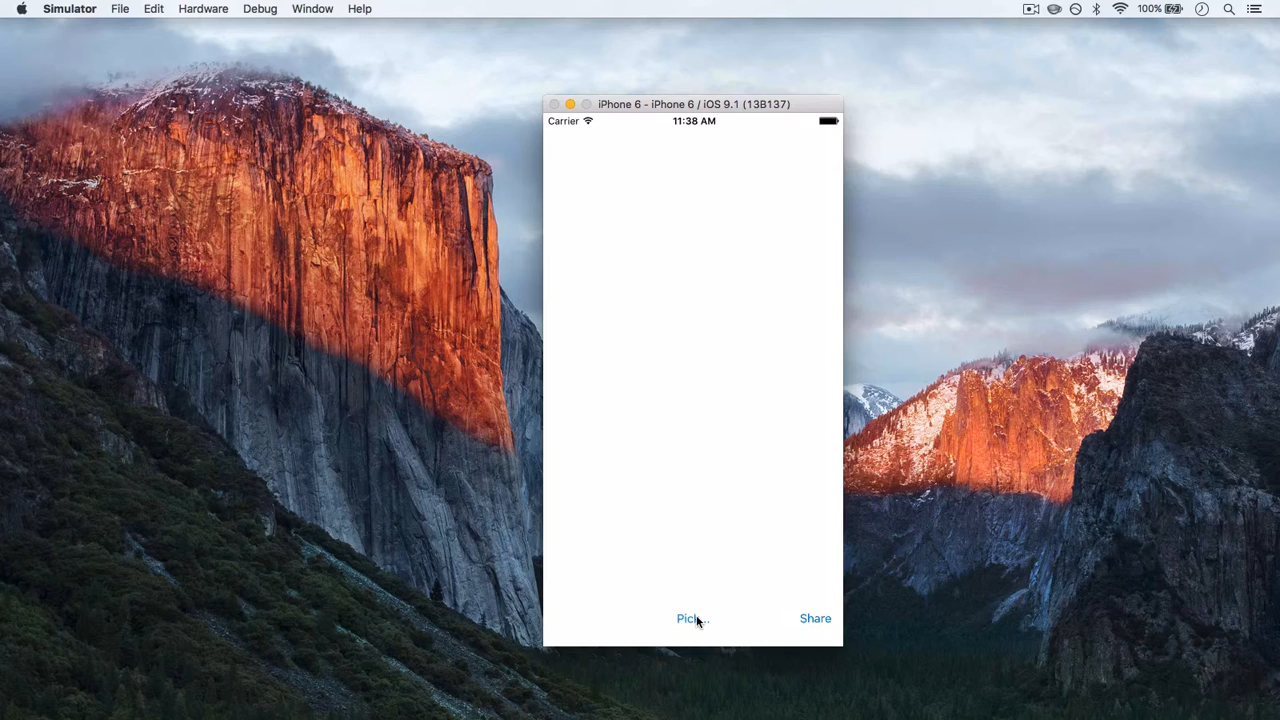 Simulator File Edit Hardware Debug Window Help 100%
iPhone 6 - iPhone 6 / iOS 9.1 (13B137)
Carrier 11:38 AM
Share